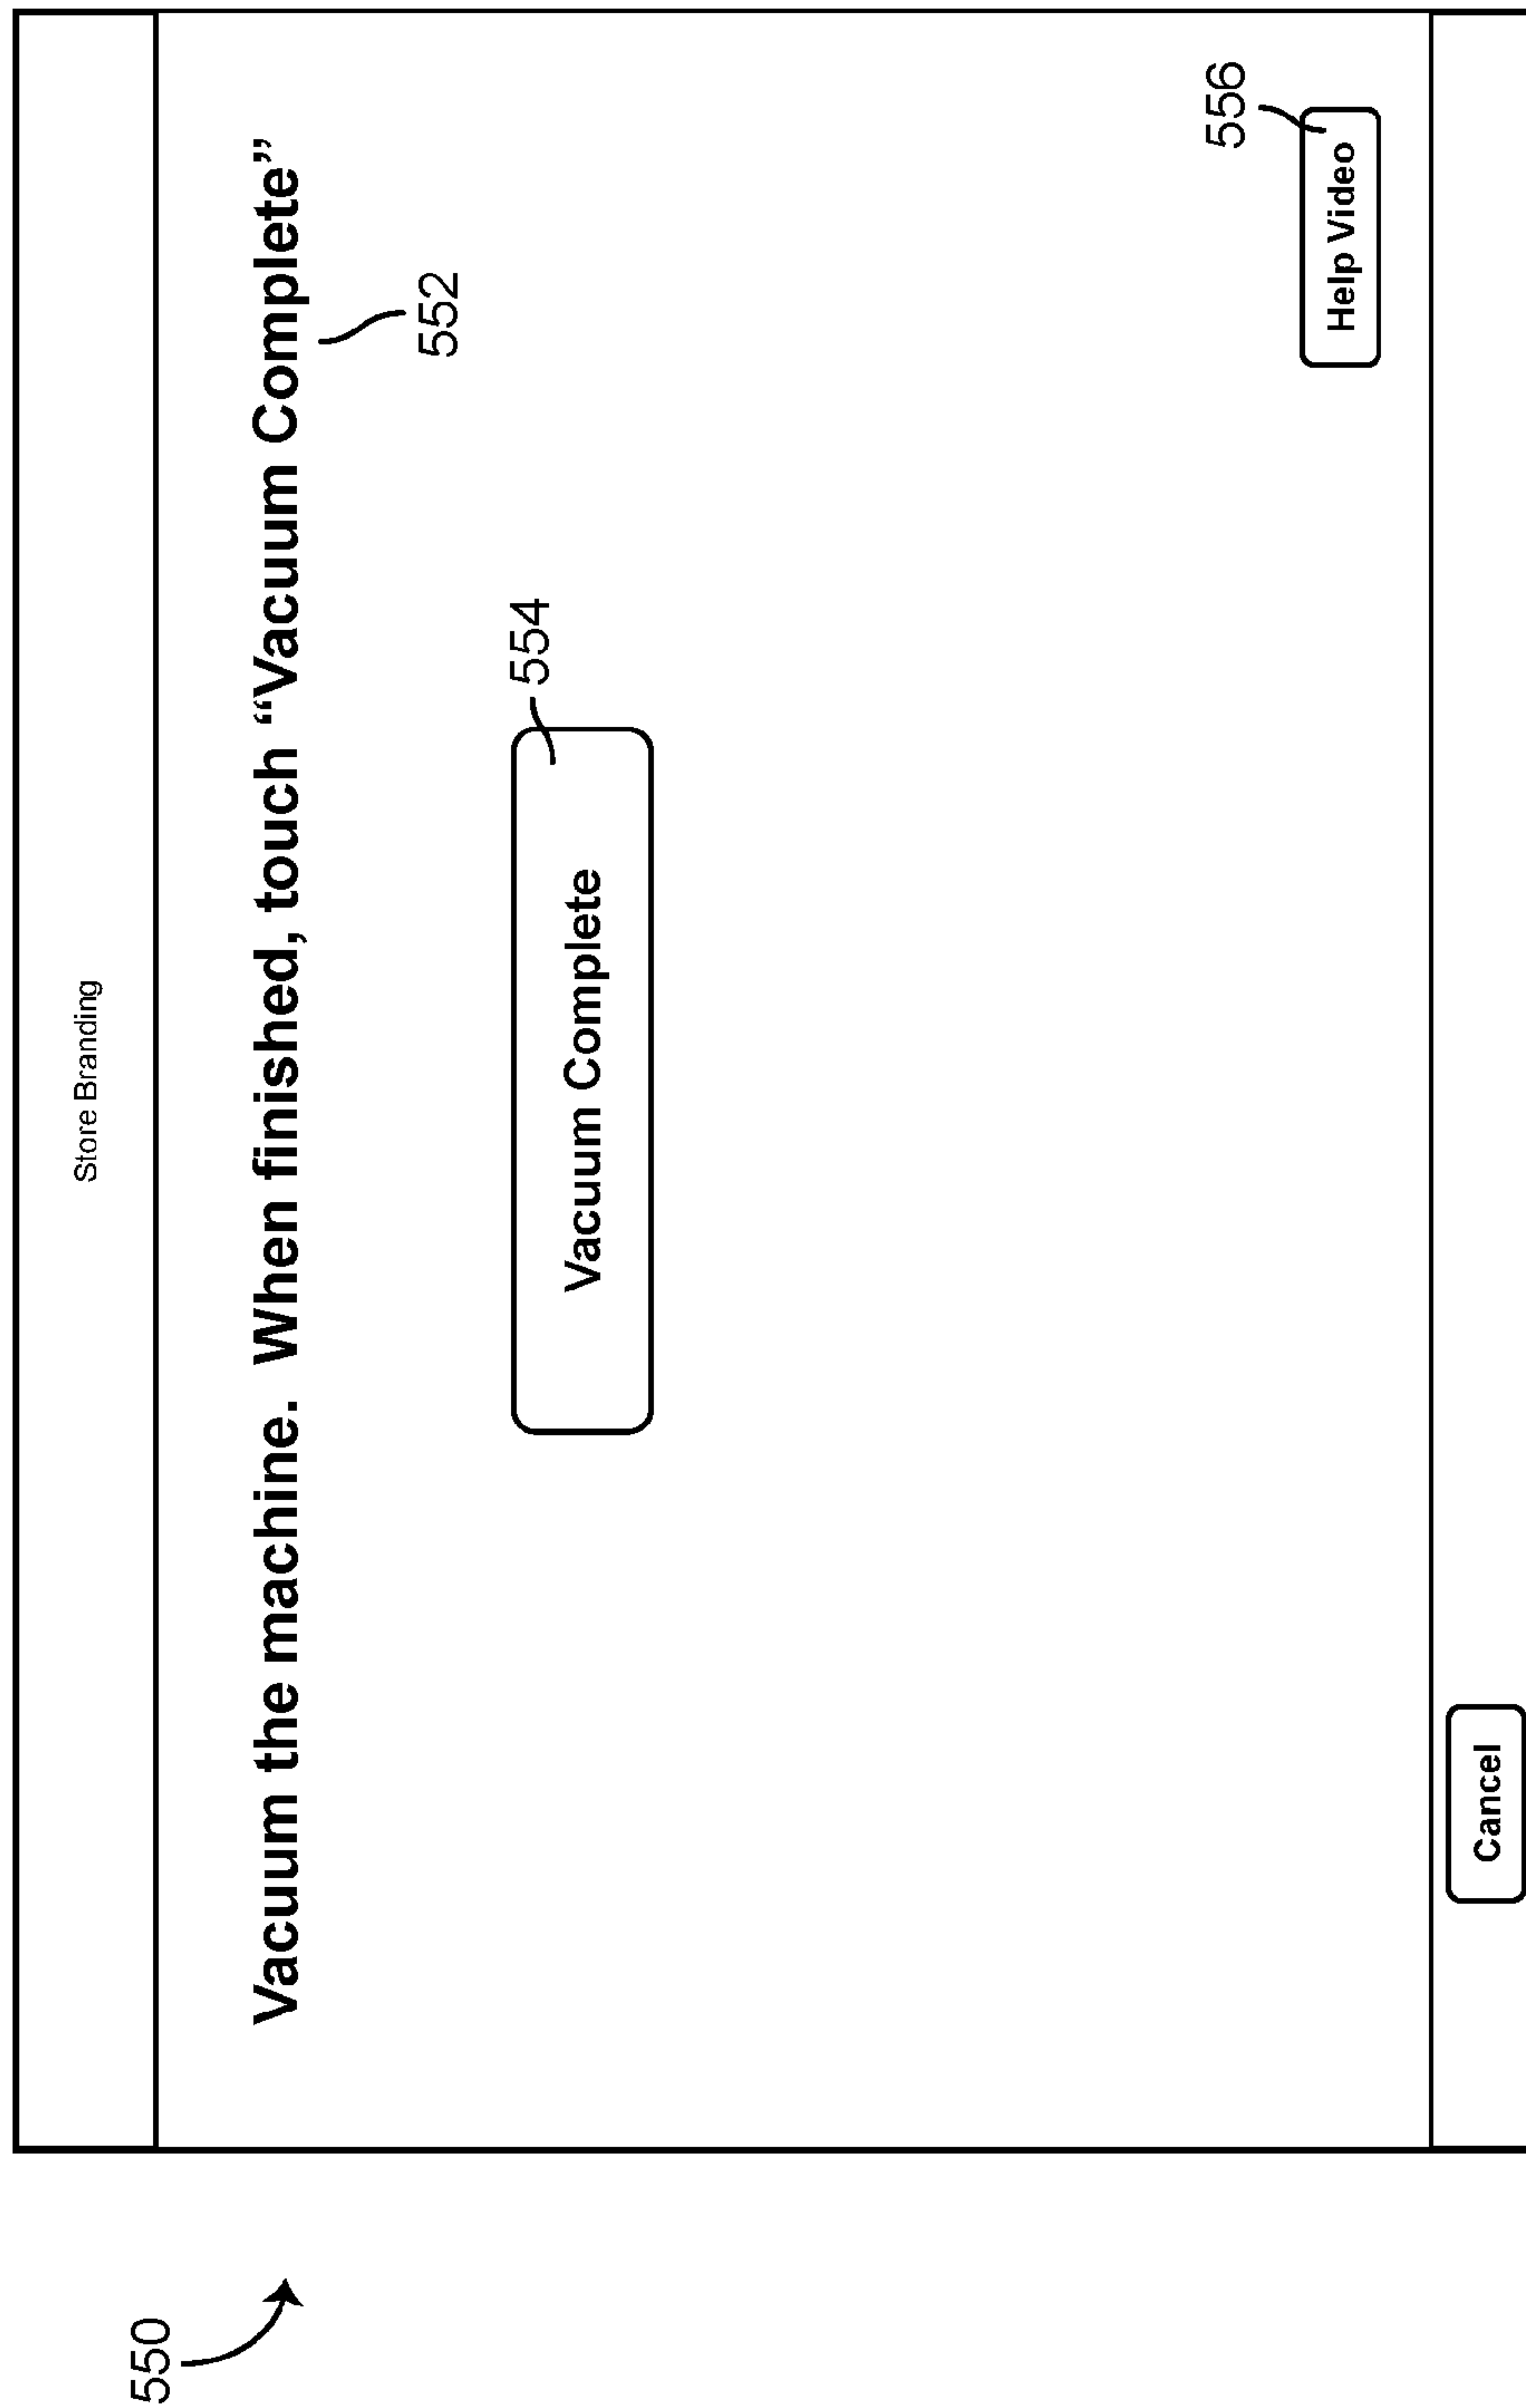 550
Store Branding
Vacuum the machine.  When finished, touch “Vacuum Complete”
552
554
Vacuum Complete
556
Help Video
Cancel